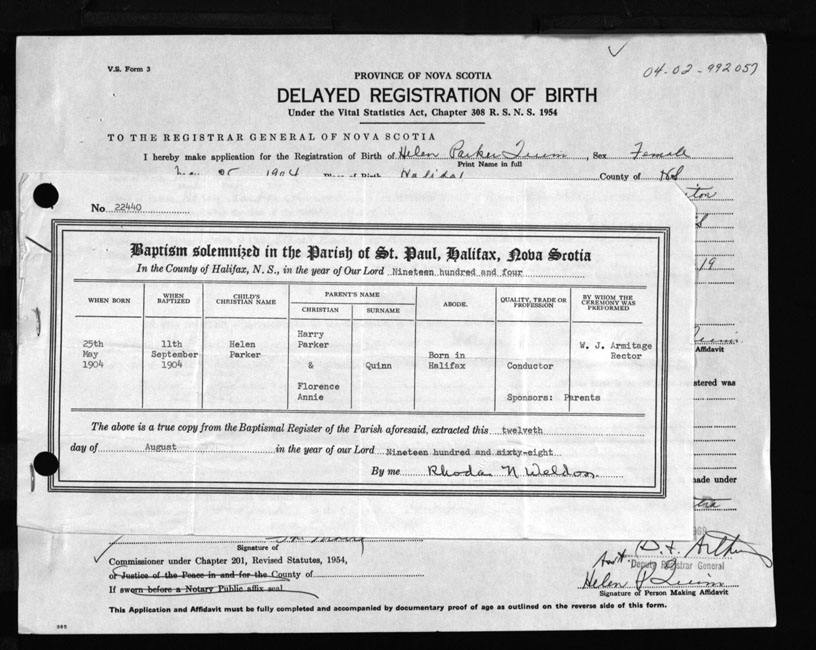 V.S. Form 3
04-02-992057
PROVINCE OF NOVA SCOTIA
DELAYED REGISTRATION OF BIRTH
Under the Vital Statistics Act, Chapter 308 R. S. N. S. 1954
TO THE REGISTRAR GENERAL OF NOVA SCOTIA
I hereby make application for the Registration of Birth of Helen Parker Quinn, Sex Female
Print Name in full
1904 Halifax County of
No. 22440
Baptism solemnized in the Parish of St. Paul, Halifax, Nova Scotia
In the County of Halifax, N. S., in the year of Our Lord Nineteen hundred and four
WHEN BORN WHEN BAPTIZED CHILD'S CHRISTIAN NAME PARENT'S NAME ABODE. QUALITY, TRADE OR PROFESSION BY WHOM THE CEREMONY WAS PREFORMED
CHRISTIAN SURNAME
Harry
25th 11th Helen Parker W. J. Armitage
May September Parker Born in Rector
1904 1904 & Quinn Halifax Conductor
Florence
Annie Sponsors: Parents
Affidavit
stered was
The above is a true copy from the Baptismal Register of the Parish aforesaid, extracted this twelveth
day of August in the year of our Lord Nineteen hundred and sixty-eight
By me Rhoda N Weldon
made under
Signature of
Commissioner under Chapter 201, Revised Statutes, 1954,
or Justice of the Peace in and for the County of
Deputy Registrar General
If sworn before a Notary Public affix seal
Helen P Quinn
Signature of Person Making Affidavit
This Application and Affidavit must be fully completed and accompanied by documentary proof of age as outlined on the reverse side of this form.